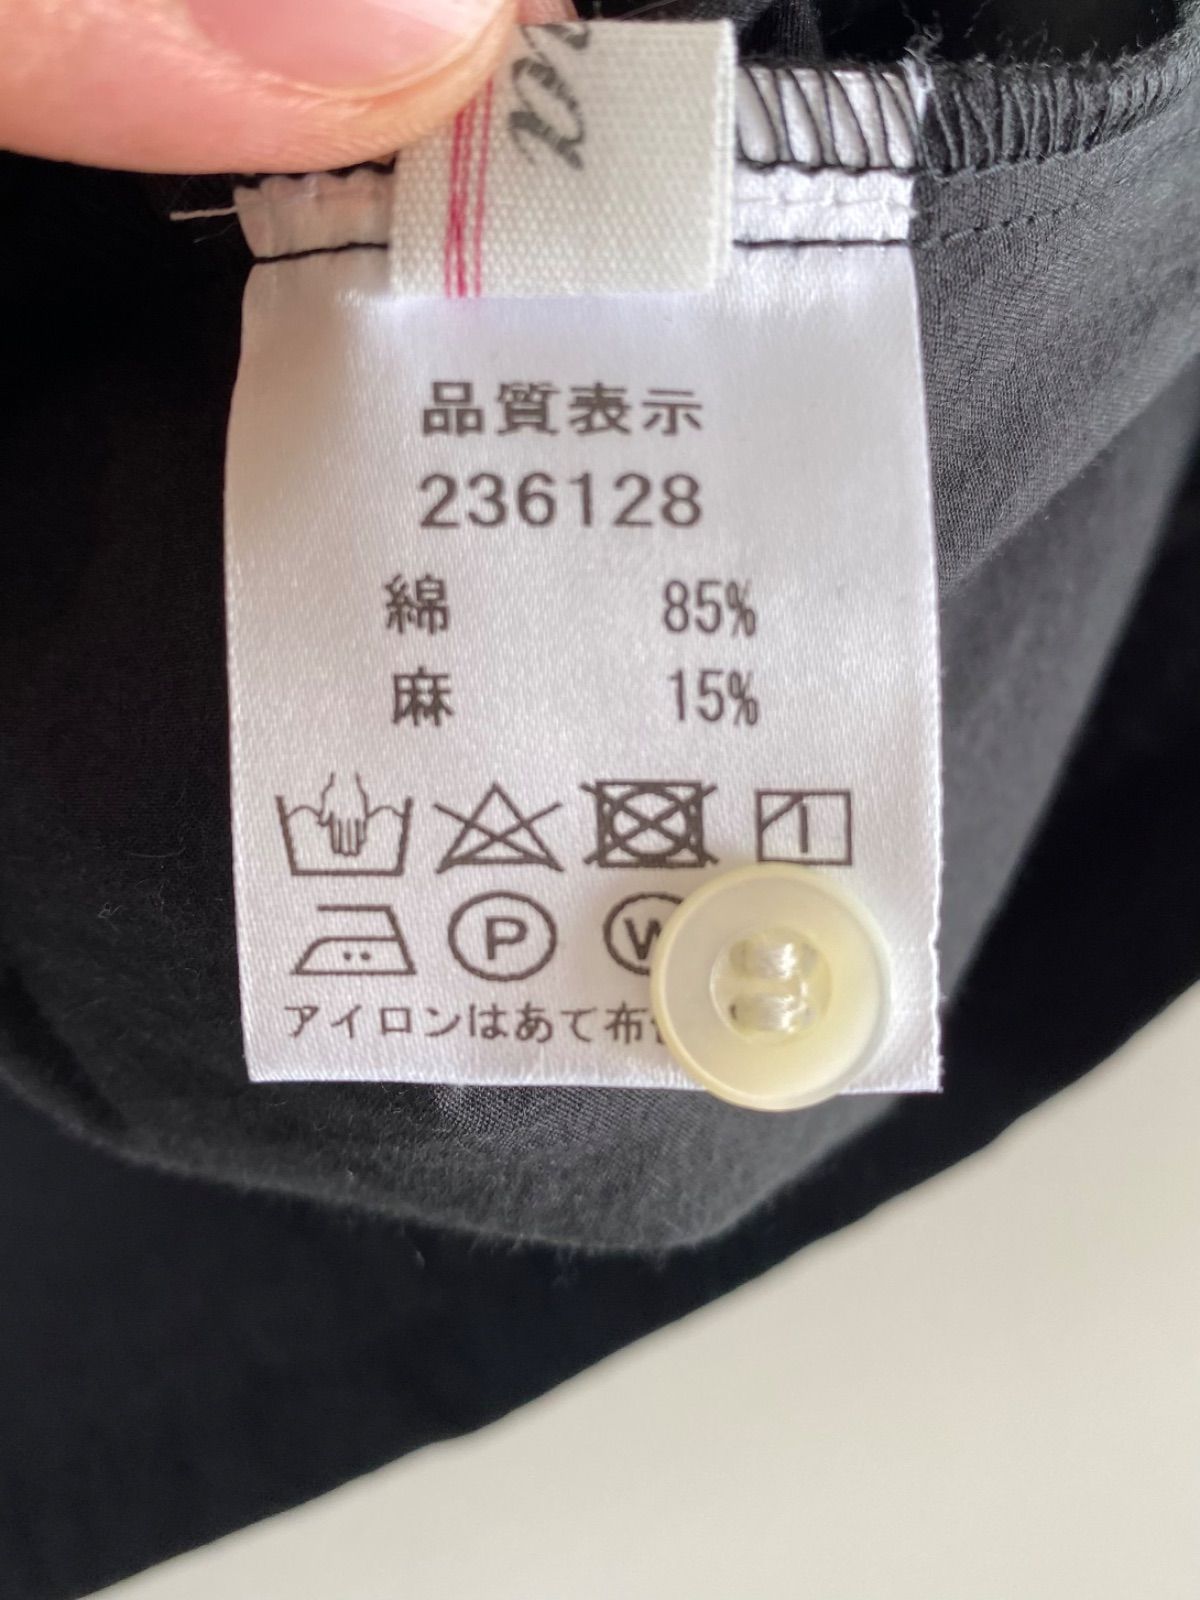 品質表示
236128
綿 85%
麻 15%
P W
アイロンはあて布